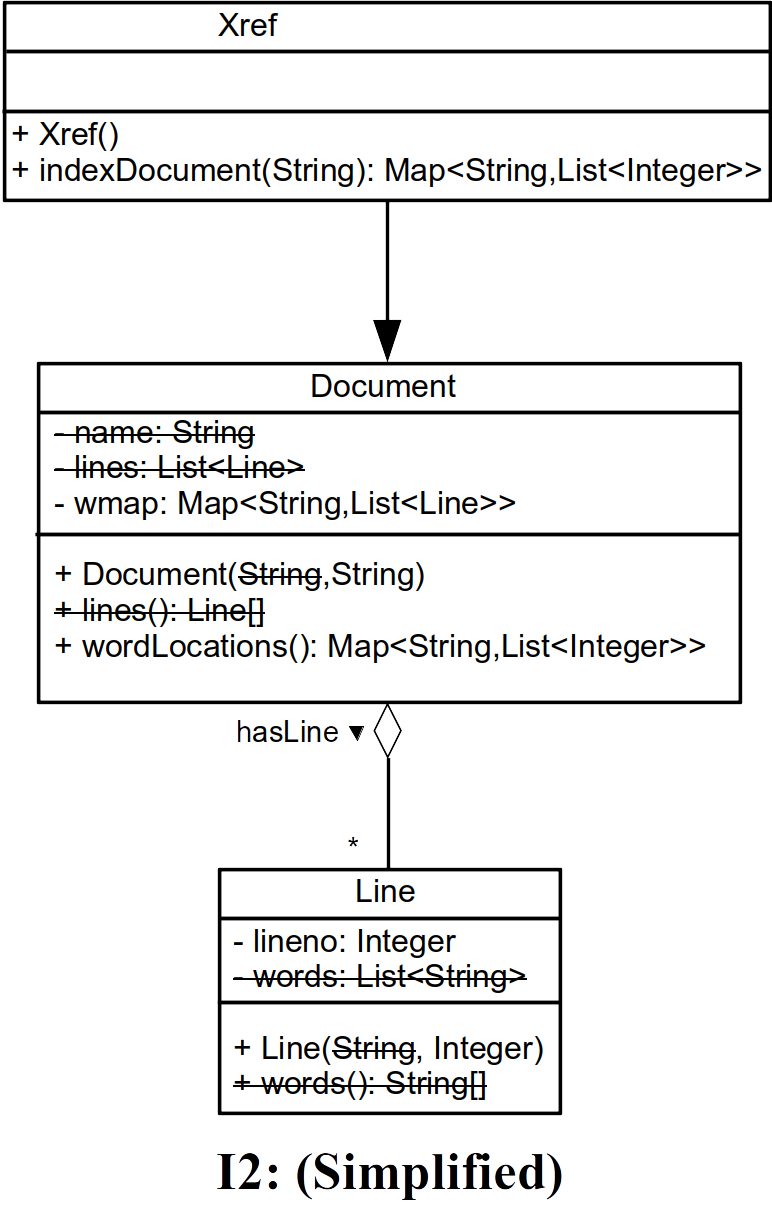 Xref
+ Xref()
+ indexDocument(String): Map<String,List<Integer>>
Document
- name: String
- lines: List<Line>
- wmap: Map<String,List<Line>>
+ Document(String,String)
+ lines(): Line[]
+ wordLocations(): Map<String,List<Integer>>
hasLine ▼
*
Line
- lineno: Integer
- words: List<String>
+ Line(String, Integer)
+ words(): String[]
I2: (Simplified)